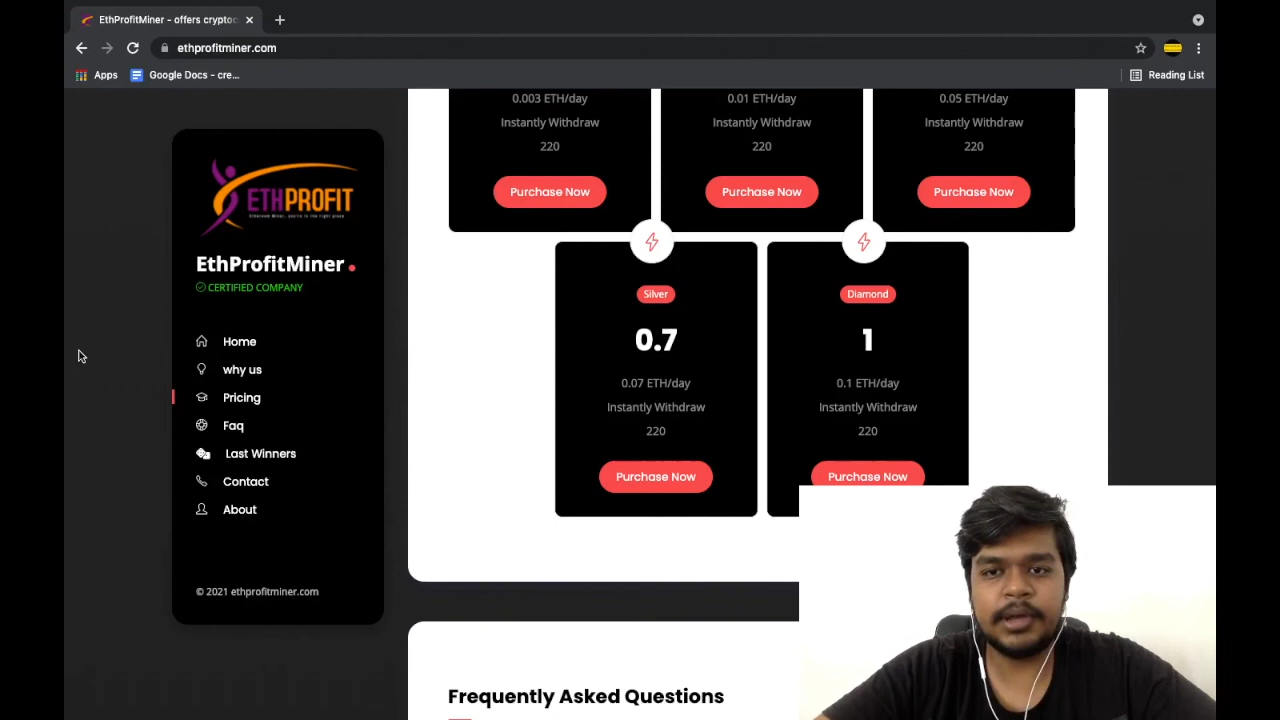 EthProfitMiner - offers cryptoc
ethprofitminer.com
Apps
Google Docs - cre...
Reading List
0.003 ETH/day
Instantly Withdraw
220
Purchase Now
0.01 ETH/day
Instantly Withdraw
220
Purchase Now
0.05 ETH/day
Instantly Withdraw
220
Purchase Now
ETHPROFIT
EthProfitMiner
CERTIFIED COMPANY
Home
why us
Pricing
Faq
Last Winners
Contact
About
© 2021 ethprofitminer.com
Silver
0.7
0.07 ETH/day
Instantly Withdraw
220
Purchase Now
Diamond
1
0.1 ETH/day
Instantly Withdraw
220
Purchase Now
Frequently Asked Questions